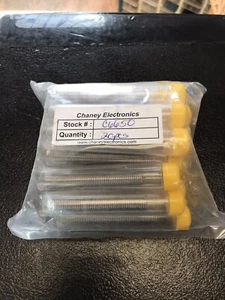 Chaney Electronics
Stock # : C6650
Quantity : 20pcs
www.chaneyelectronics.com